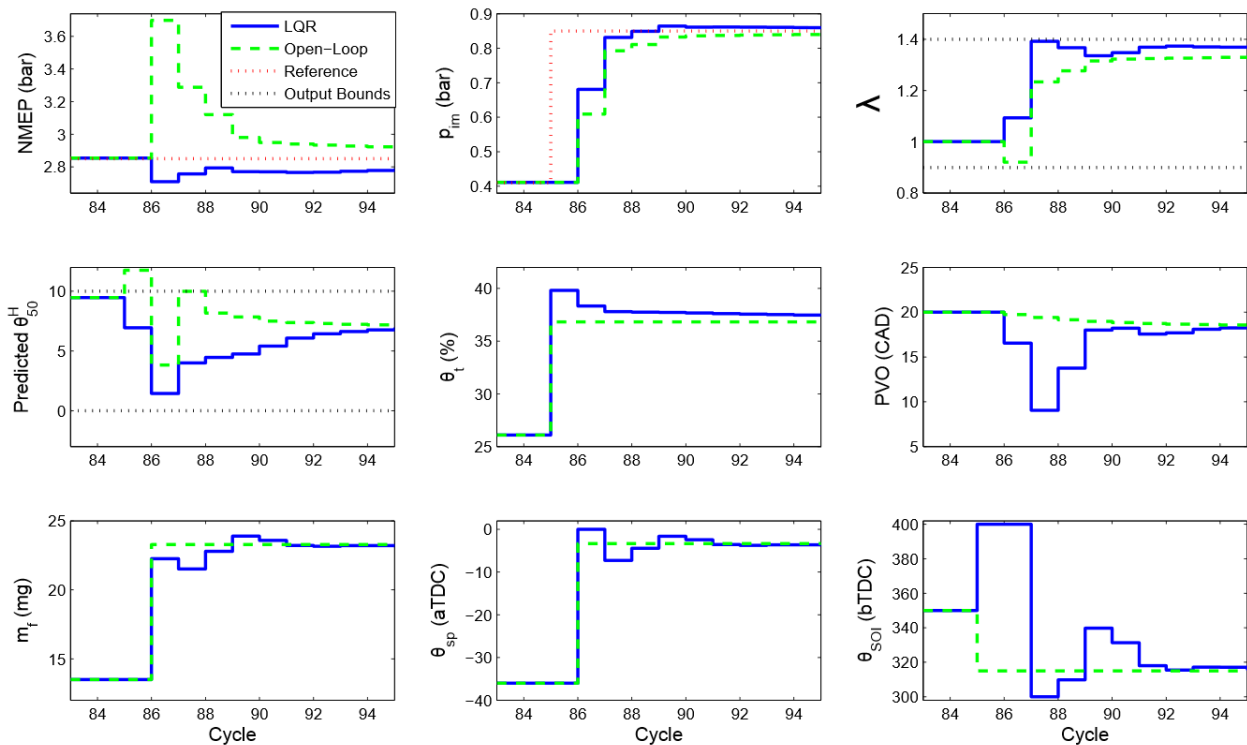 LQR
Open-Loop
Reference
Output Bounds
NMEP (bar)
3.6
3.2
2.8
84 86 88 90 92 94
p_im (bar)
0.9
0.8
0.7
0.6
0.5
0.4
84 86 88 90 92 94
λ
1.4
1.2
1
0.8
84 86 88 90 92 94
Predicted θ_50^H
10
5
0
84 86 88 90 92 94
θ_t (%)
40
35
30
25
84 86 88 90 92 94
PVO (CAD)
25
20
15
10
5
84 86 88 90 92 94
m_f (mg)
25
20
15
84 86 88 90 92 94
Cycle
θ_sp (aTDC)
0
−10
−20
−30
−40
84 86 88 90 92 94
Cycle
θ_SOI (bTDC)
400
380
360
340
320
300
84 86 88 90 92 94
Cycle